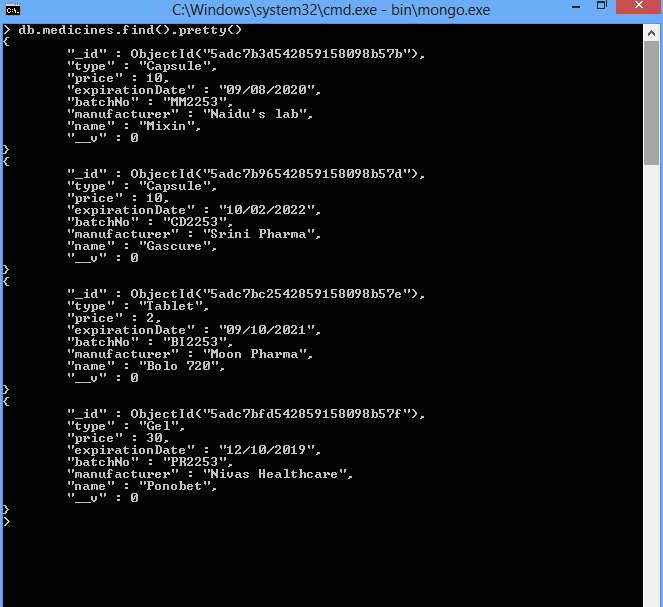 C:\Windows\system32\cmd.exe - bin\mongo.exe
> db.medicines.find().pretty()
{
"_id" : ObjectId("5adc7b3d542859158098b57b"),
"type" : "Capsule",
"price" : 10,
"expirationDate" : "09/08/2020",
"batchNo" : "MM2253",
"manufacturer" : "Naidu's lab",
"name" : "Mixin",
"__v" : 0
}
{
"_id" : ObjectId("5adc7b96542859158098b57d"),
"type" : "Capsule",
"price" : 10,
"expirationDate" : "10/02/2022",
"batchNo" : "CD2253",
"manufacturer" : "Srini Pharma",
"name" : "Gascure",
"__v" : 0
}
{
"_id" : ObjectId("5adc7bc2542859158098b57e"),
"type" : "Tablet",
"price" : 2,
"expirationDate" : "09/10/2021",
"batchNo" : "BI2253",
"manufacturer" : "Moon Pharma",
"name" : "Bolo 720",
"__v" : 0
}
{
"_id" : ObjectId("5adc7bfd542859158098b57f"),
"type" : "Gel",
"price" : 30,
"expirationDate" : "12/10/2019",
"batchNo" : "PR2253",
"manufacturer" : "Nivas Healthcare",
"name" : "Ponobet",
"__v" : 0
}
>